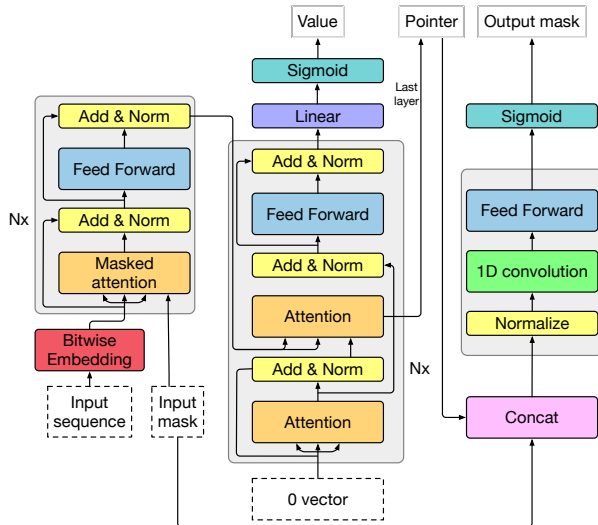 Value
Pointer
Output mask
Sigmoid
Last
layer
Sigmoid
Linear
Add & Norm
Feed Forward
Nx
Add & Norm
Masked
attention
Bitwise
Embedding
Input
sequence
Input
mask
Add & Norm
Feed Forward
Add & Norm
Attention
Nx
Add & Norm
Attention
0 vector
Feed Forward
1D convolution
Normalize
Concat